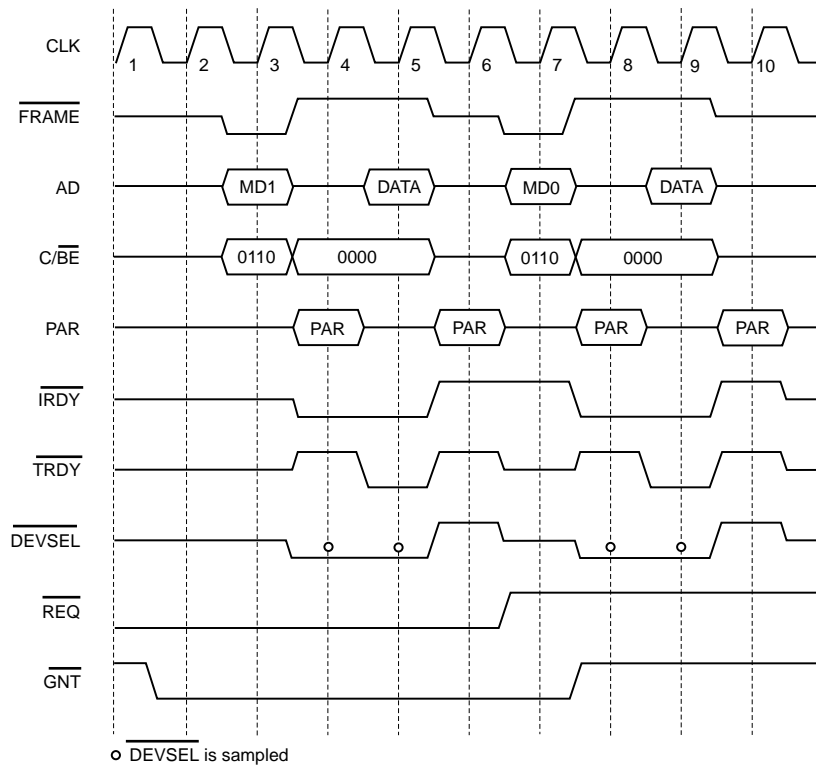 CLK
1 2 3 4 5 6 7 8 9 10
FRAME
AD MD1 DATA MD0 DATA
C/BE 0110 0000 0110 0000
PAR PAR PAR PAR PAR
IRDY
TRDY
DEVSEL
REQ
GNT
DEVSEL is sampled